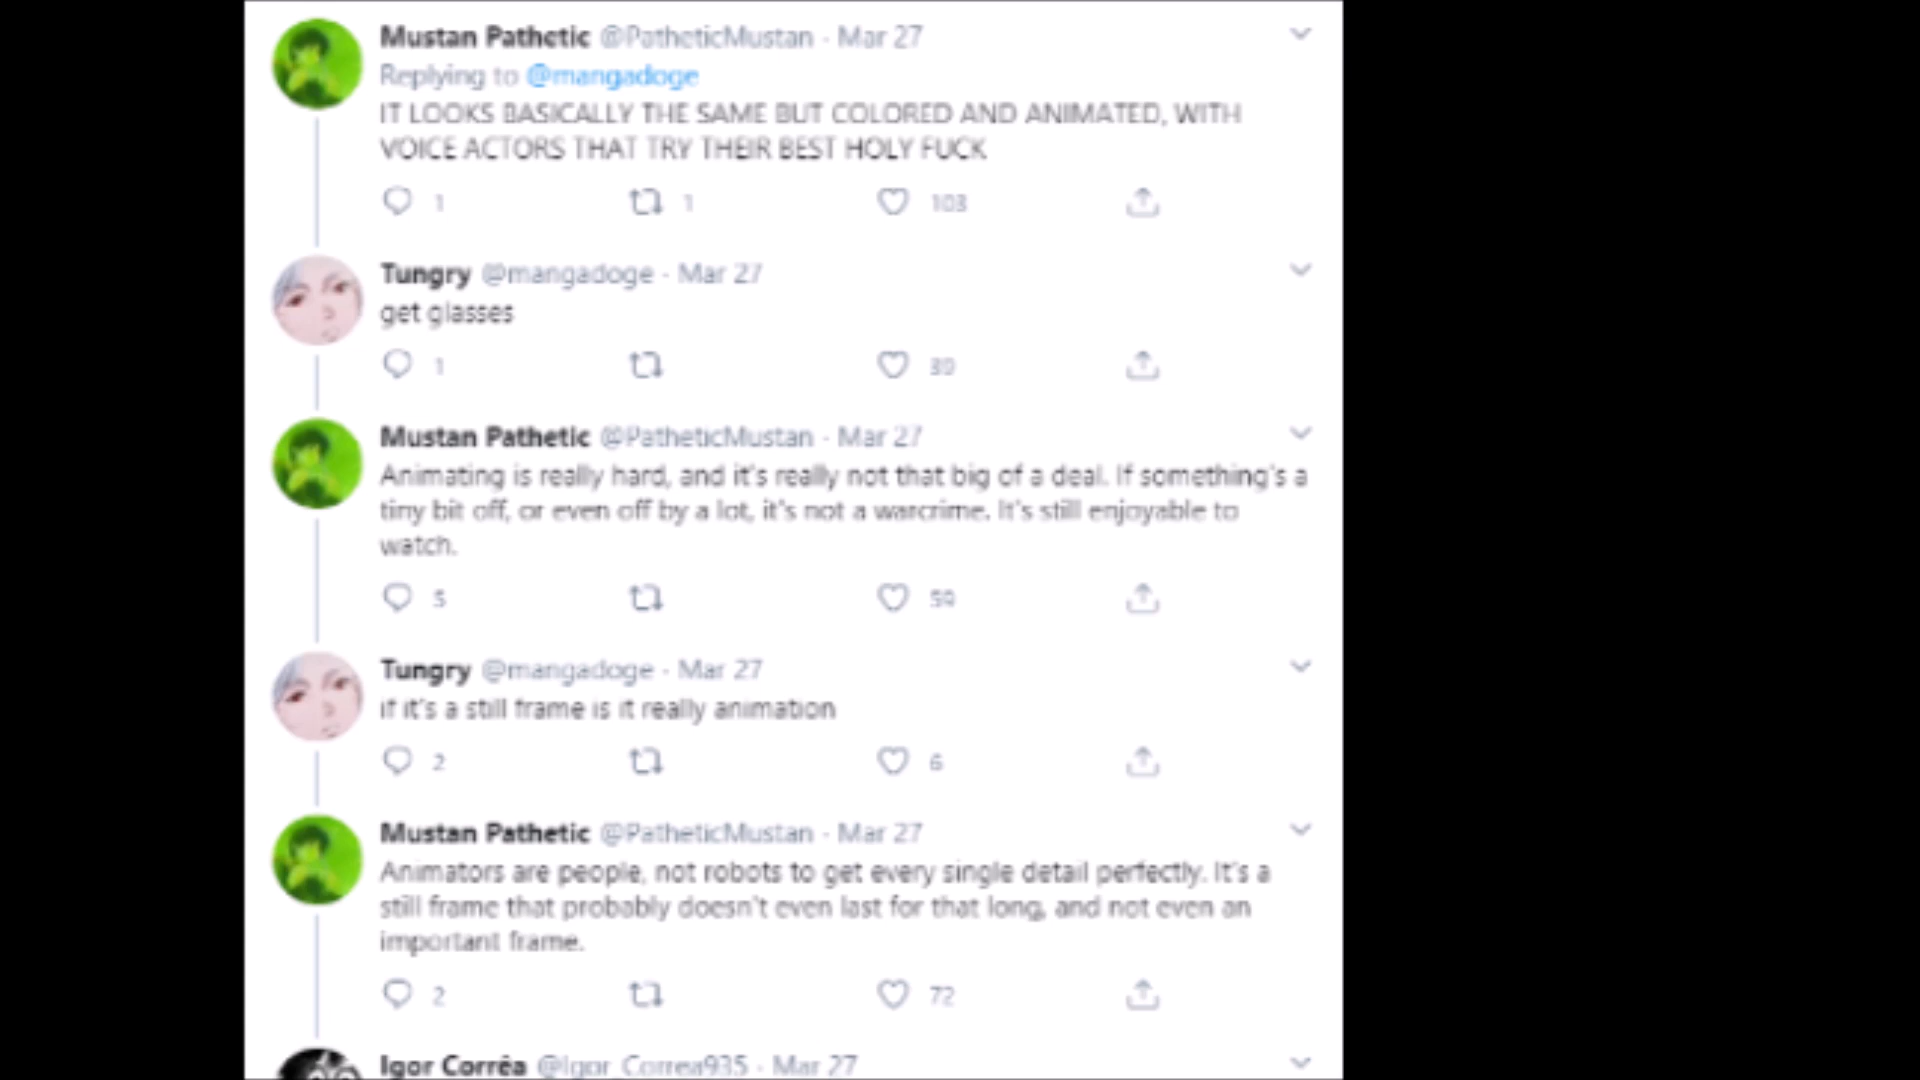 Mustan Pathetic @PatheticMustan · Mar 27
Replying to @mangadoge
IT LOOKS BASICALLY THE SAME BUT COLORED AND ANIMATED, WITH
VOICE ACTORS THAT TRY THEIR BEST HOLY FUCK
1 1 103
Tungry @mangadoge · Mar 27
get glasses
1 39
Mustan Pathetic @PatheticMustan · Mar 27
Animating is really hard, and it's really not that big of a deal. If something's a
tiny bit off, or even off by a lot, it's not a warcrime. It's still enjoyable to
watch.
5 59
Tungry @mangadoge · Mar 27
if it's a still frame is it really animation
2 6
Mustan Pathetic @PatheticMustan · Mar 27
Animators are people, not robots to get every single detail perfectly. It's a
still frame that probably doesn't even last for that long, and not even an
important frame.
2 72
Igor Corrêa @Igor_Correa935 · Mar 27